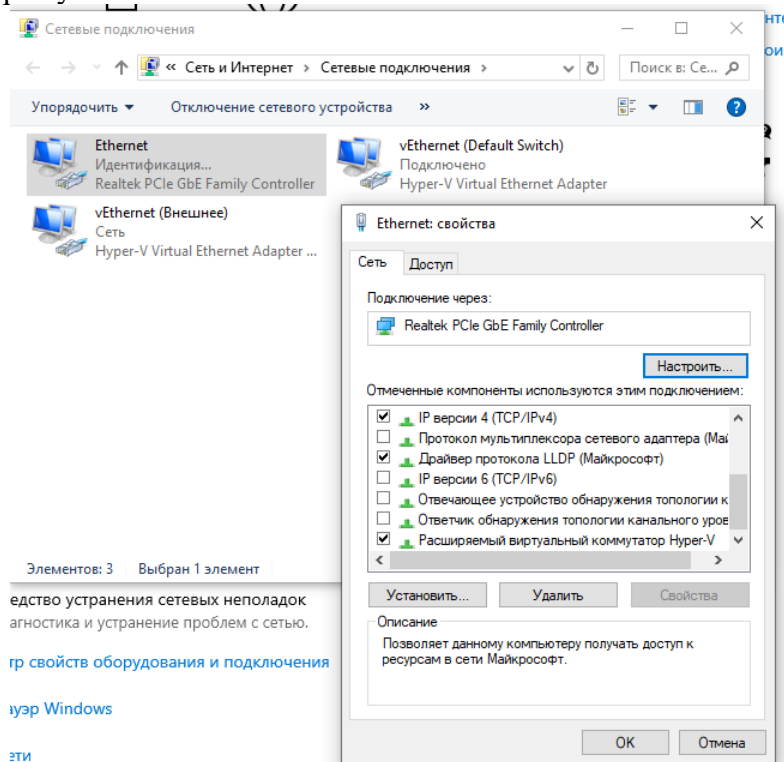 Сетевые подключения
« Сеть и Интернет › Сетевые подключения ›
Поиск в: Се...
Упорядочить
Отключение сетевого устройства »
Ethernet
Идентификация...
Realtek PCIe GbE Family Controller
vEthernet (Default Switch)
Подключено
Hyper-V Virtual Ethernet Adapter
vEthernet (Внешнее)
Сеть
Hyper-V Virtual Ethernet Adapter ...
Элементов: 3 Выбран 1 элемент
Ethernet: свойства
Сеть Доступ
Подключение через:
Realtek PCIe GbE Family Controller
Настроить...
Отмеченные компоненты используются этим подключением:
IP версии 4 (TCP/IPv4)
Протокол мультиплексора сетевого адаптера (Май
Драйвер протокола LLDP (Майкрософт)
IP версии 6 (TCP/IPv6)
Отвечающее устройство обнаружения топологии к
Ответчик обнаружения топологии канального уров
Расширяемый виртуальный коммутатор Hyper-V
Установить... Удалить Свойства
Описание
Позволяет данному компьютеру получать доступ к
ресурсам в сети Майкрософт.
OK Отмена
едство устранения сетевых неполадок
агностика и устранение проблем с сетью.
тр свойств оборудования и подключения
ауэр Windows
ети